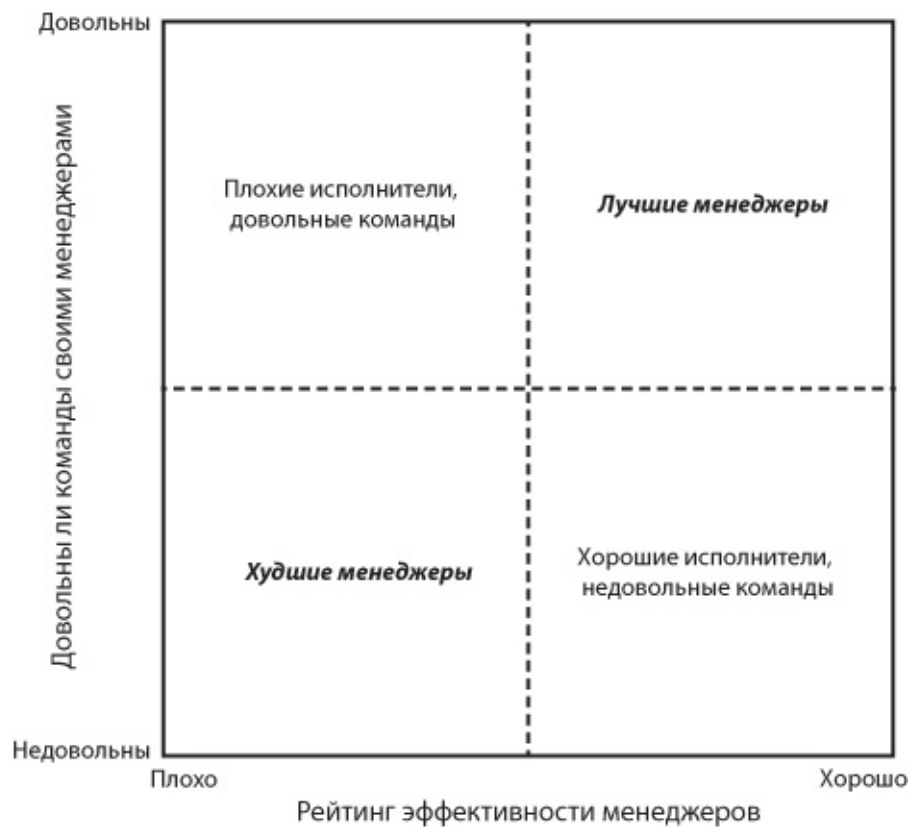 Довольны
Довольны ли команды своими менеджерами
Плохие исполнители,
довольные команды
Лучшие менеджеры
Худшие менеджеры
Хорошие исполнители,
недовольные команды
Недовольны
Плохо
Хорошо
Рейтинг эффективности менеджеров